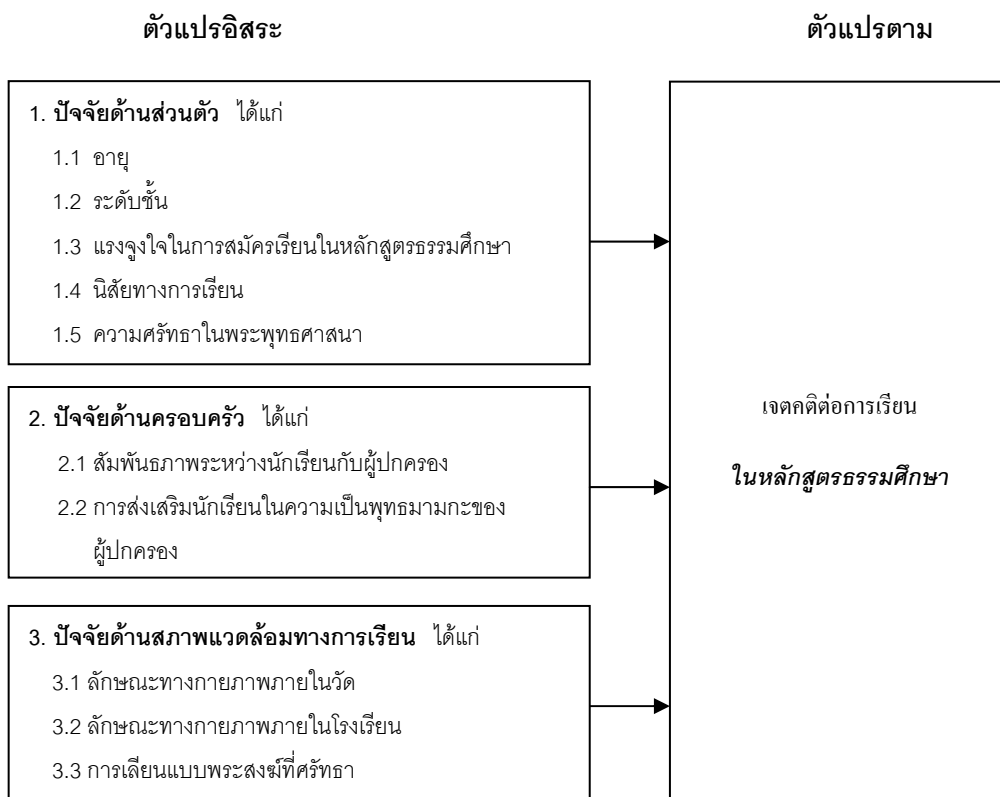 ตัวแปรอิสระ
ตัวแปรตาม
1. ปัจจัยด้านส่วนตัว ได้แก่
1.1 อายุ
1.2 ระดับชั้น
1.3 แรงจูงใจในการสมัครเรียนในหลักสูตรธรรมศึกษา
1.4 นิสัยทางการเรียน
1.5 ความศรัทธาในพระพุทธศาสนา
2. ปัจจัยด้านครอบครัว ได้แก่
2.1 สัมพันธภาพระหว่างนักเรียนกับผู้ปกครอง
2.2 การส่งเสริมนักเรียนในความเป็นพุทธมามกะของ
ผู้ปกครอง
3. ปัจจัยด้านสภาพแวดล้อมทางการเรียน ได้แก่
3.1 ลักษณะทางกายภาพภายในวัด
3.2 ลักษณะทางกายภาพภายในโรงเรียน
3.3 การเลียนแบบพระสงฆ์ที่ศรัทธา
เจตคติต่อการเรียน
ในหลักสูตรธรรมศึกษา